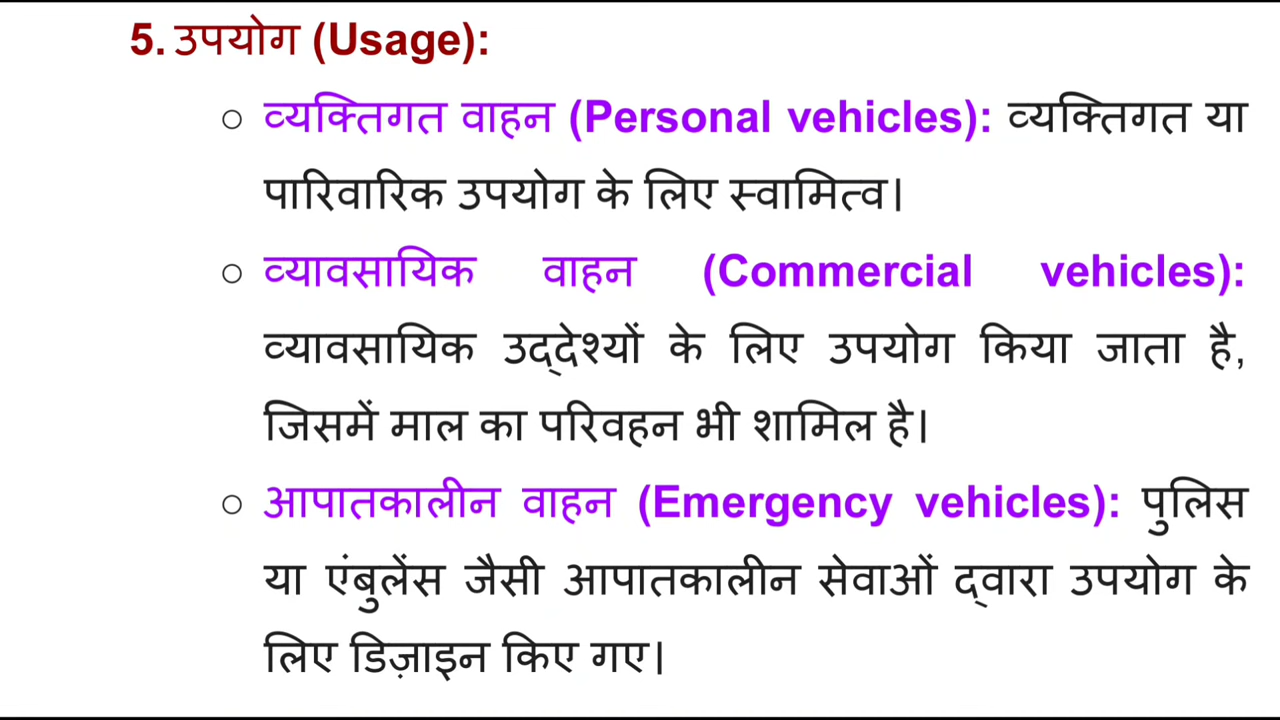 5. उपयोग (Usage):
○ व्यक्तिगत वाहन (Personal vehicles): व्यक्तिगत या
पारिवारिक उपयोग के लिए स्वामित्व।
○ व्यावसायिक वाहन (Commercial vehicles):
व्यावसायिक उद्देश्यों के लिए उपयोग किया जाता है,
जिसमें माल का परिवहन भी शामिल है।
○ आपातकालीन वाहन (Emergency vehicles): पुलिस
या एंबुलेंस जैसी आपातकालीन सेवाओं द्वारा उपयोग के
लिए डिज़ाइन किए गए।